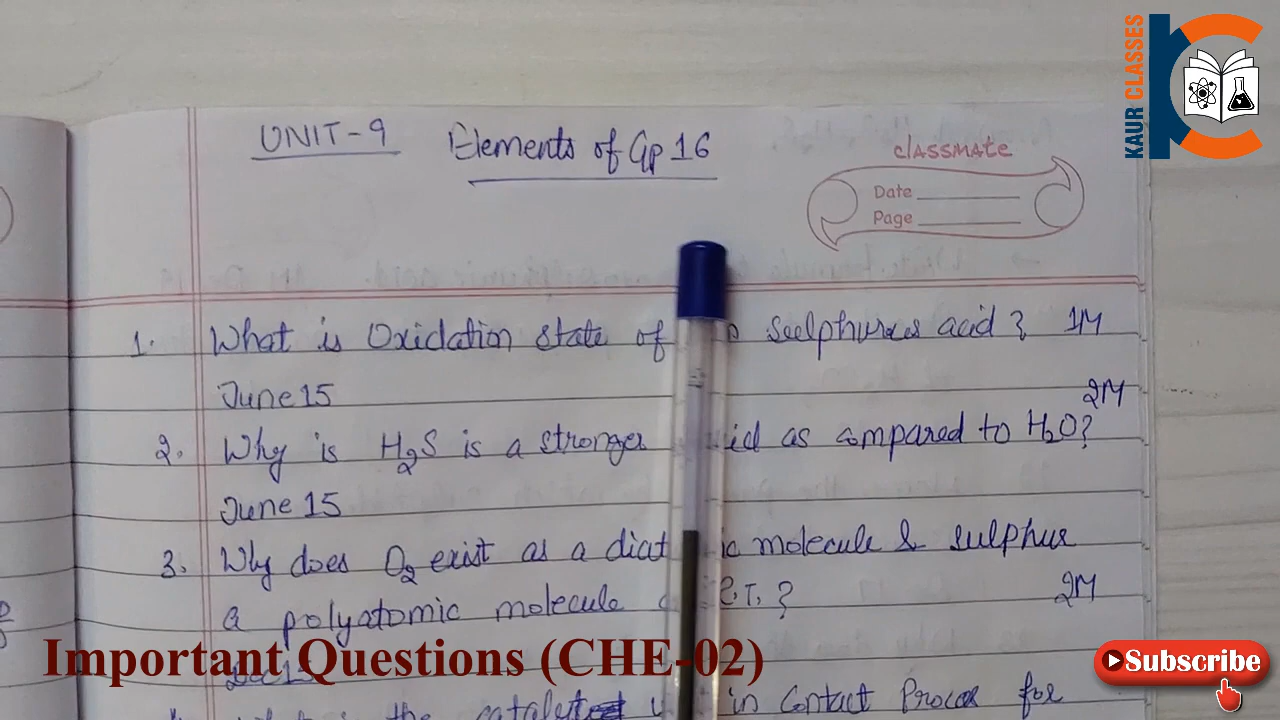 KAUR CLASSES
UNIT-9 Elements of Gp 16
classmate
Date
Page
1. What is Oxidation state of sulphurus acid? 1M
June 15
2M
2. Why is H2S is a stronger as compared to H2O?
June 15
3. Why does O2 exist as a molecule & sulphur
a polyatomic molecule ? 2M
Important Questions (CHE-02)
Subscribe
the in Contact Process for